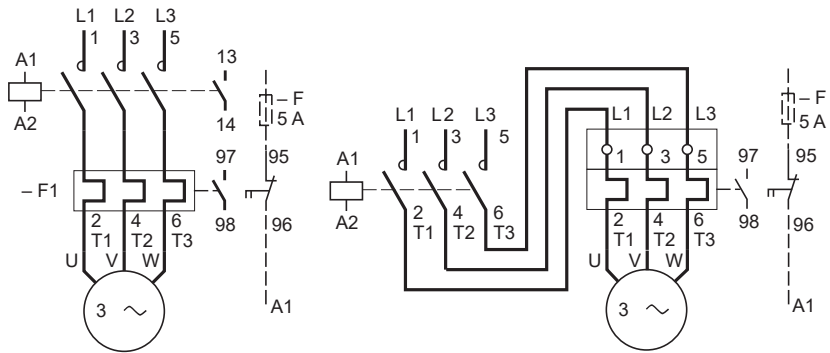 L1 L2 L3
1 3 5
A1
A2
13
14
– F
5 A
– F1
97
98
95
96
2 4 6
T1 T2 T3
U V W
3 ~
A1
L1 L2 L3
1 3 5
A1
A2
2 4 6
T1 T2 T3
L1 L2 L3
1 3 5
– F
5 A
97
98
95
96
2 4 6
T1 T2 T3
U V W
3 ~
A1